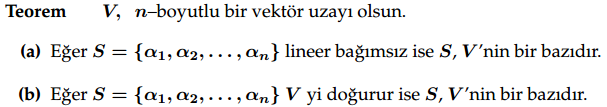 Teorem V, n–boyutlu bir vektör uzayı olsun.
(a) Eğer S = {α₁, α₂, . . . , αₙ} lineer bağımsız ise S, V'nin bir bazıdır.
(b) Eğer S = {α₁, α₂, . . . , αₙ} V yi doğurur ise S, V'nin bir bazıdır.